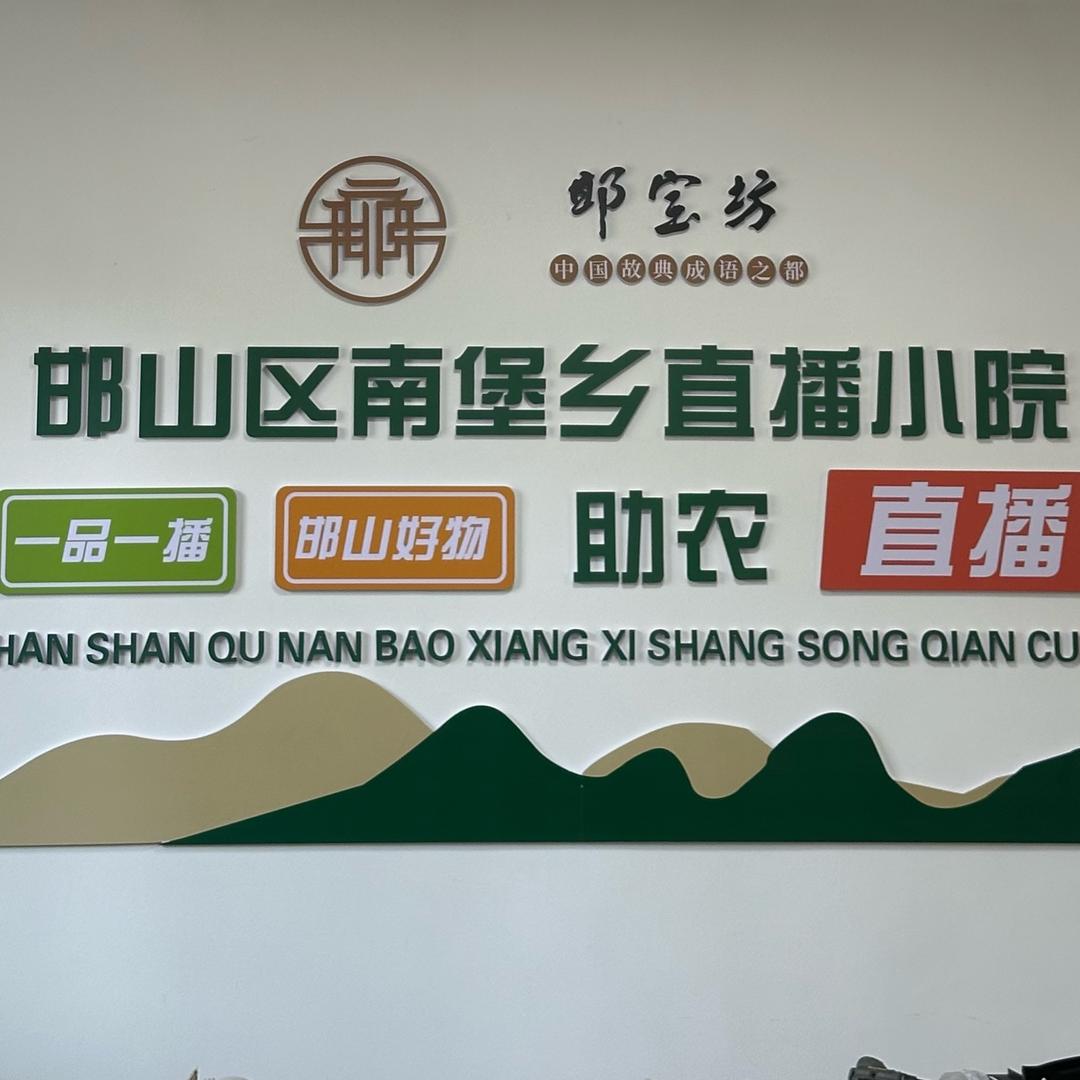 邯宝坊
中国故典成语之都
邯山区南堡乡直播小院
一品一播 邯山好物 助农 直播
HAN SHAN QU NAN BAO XIANG XI SHANG SONG QIAN CU